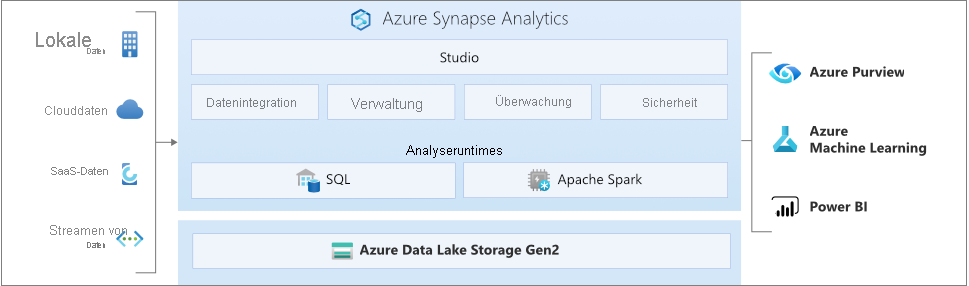 Azure Synapse Analytics
Lokale
Daten
Clouddaten
SaaS-Daten
Streamen von
Daten
Studio
Datenintegration
Verwaltung
Überwachung
Sicherheit
Analyseruntimes
SQL
Apache Spark
Azure Data Lake Storage Gen2
Azure Purview
Azure
Machine Learning
Power BI